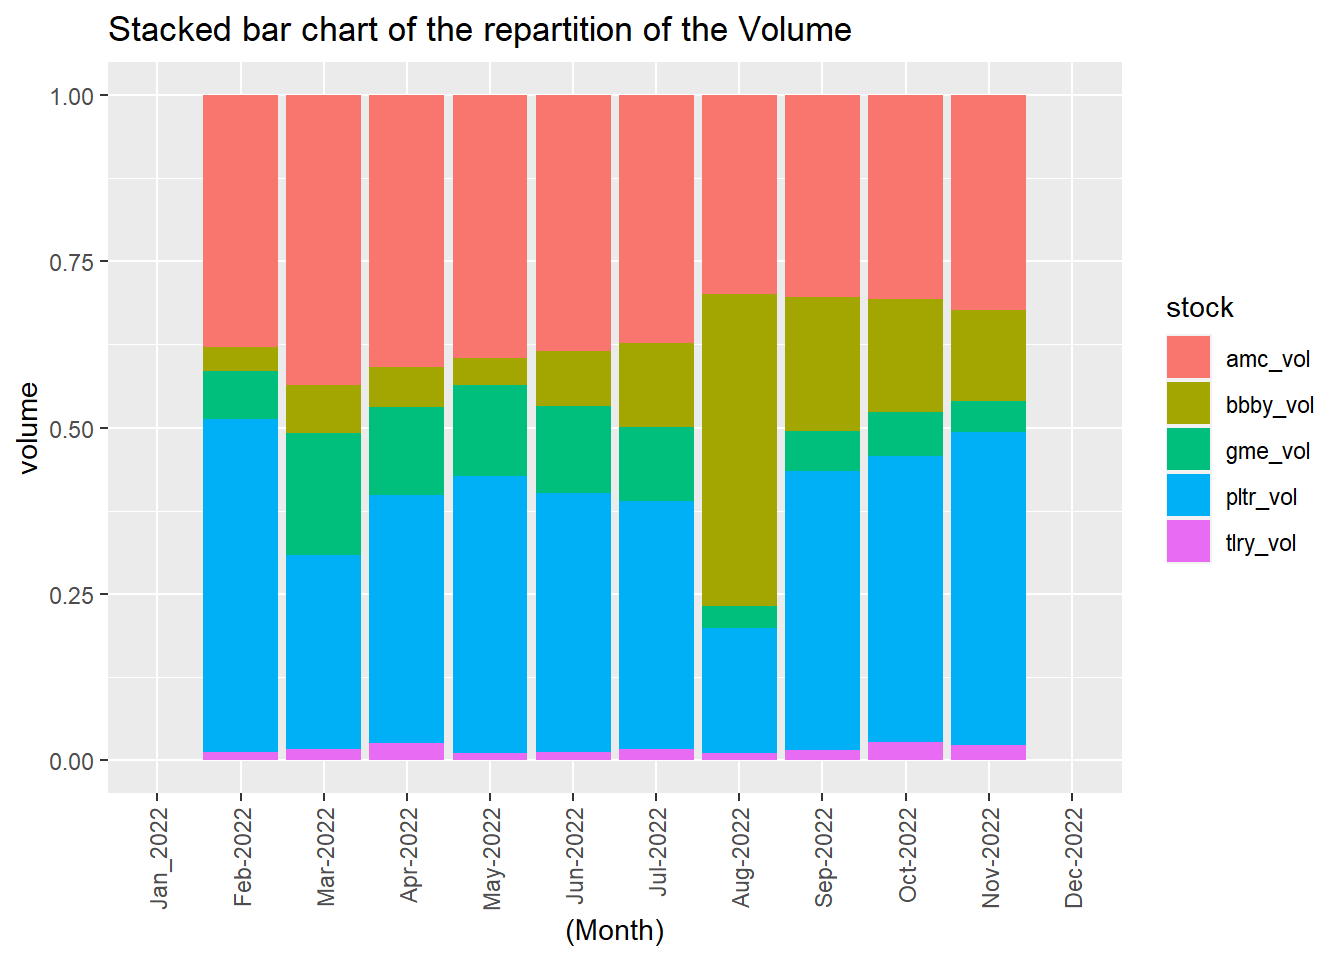 Stacked bar chart of the repartition of the Volume
1.00
0.75
0.50
0.25
0.00
volume
Jan_2022
Feb-2022
Mar-2022
Apr-2022
May-2022
Jun-2022
Jul-2022
Aug-2022
Sep-2022
Oct-2022
Nov-2022
Dec-2022
(Month)
stock
amc_vol
bbby_vol
gme_vol
pltr_vol
tlry_vol